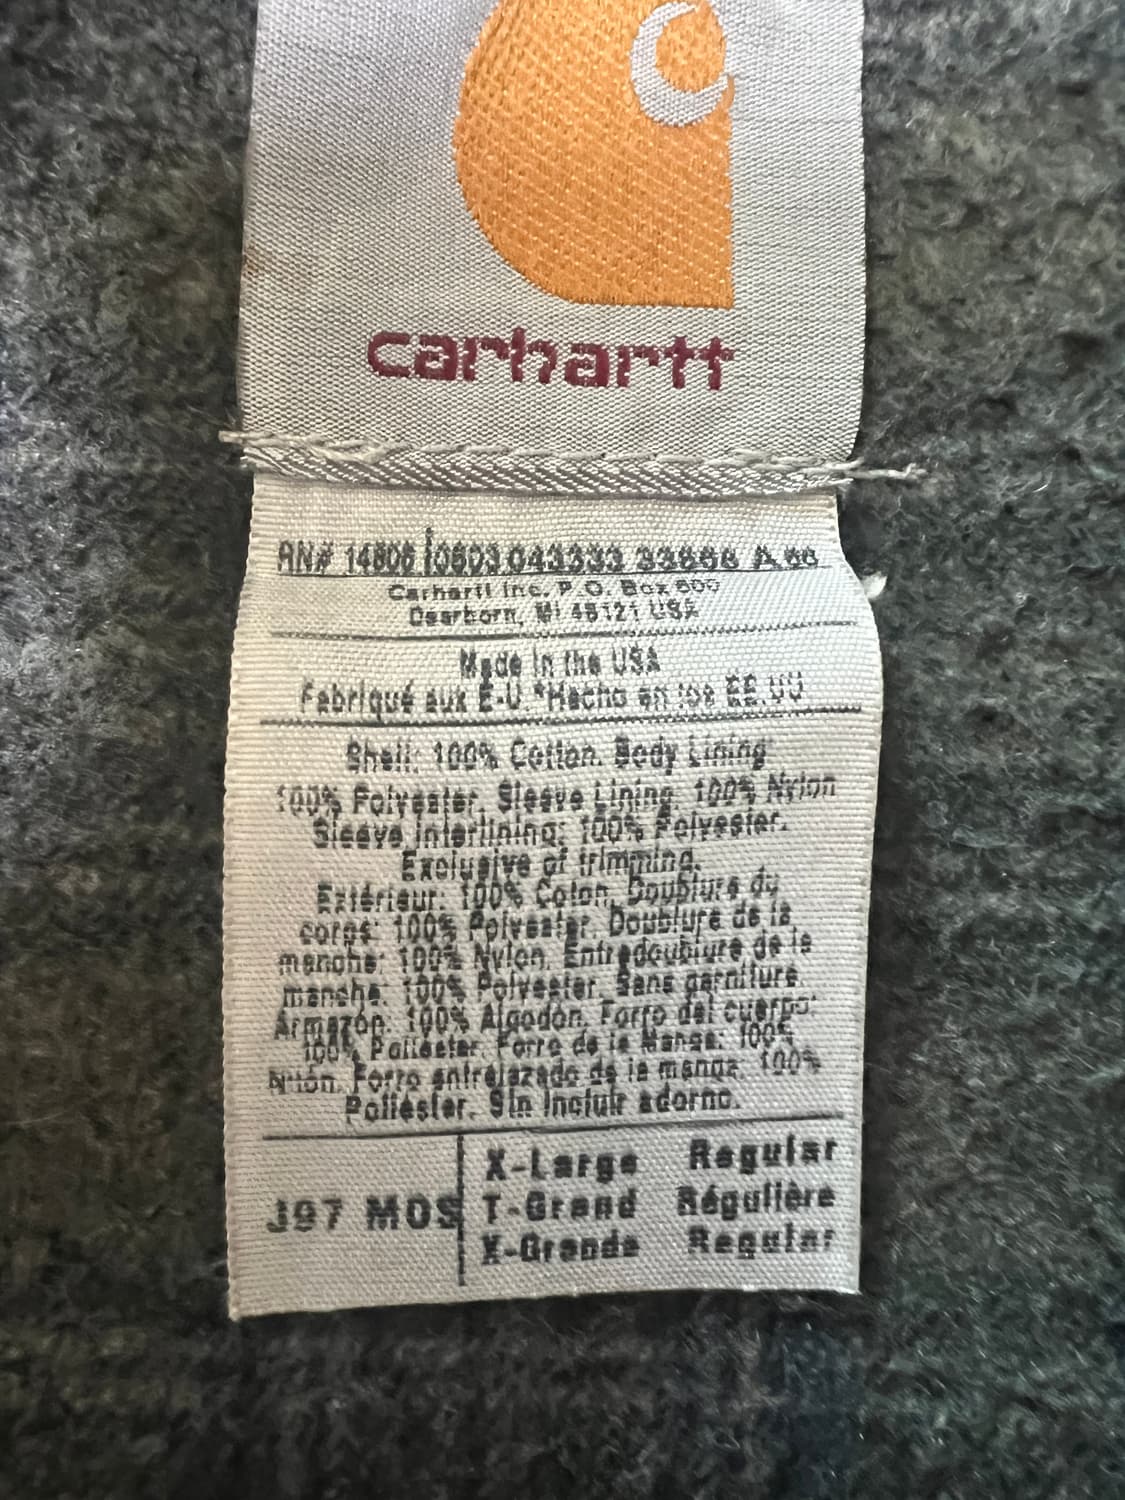 carhartt
RN# 14806 0603 043333 33868 A 66
Carhartt Inc. P.O. Box 600
Dearborn, MI 48121 USA
Made in the USA
Fabriqué aux E-U.*Hecho en los EE.UU
Shell: 100% Cotton. Body Lining:
100% Polyester. Sleeve Lining: 100% Nylon
Sleeve Interlining: 100% Polyester.
Exclusive of trimming.
Extérieur: 100% Coton. Doublure du
corps: 100% Polyester. Doublure de la
manche: 100% Nylon. Entredoublure de la
manche: 100% Polyester. Sans garniture.
Armazón: 100% Algodón. Forro del cuerpo:
100% Poliéster. Forro de la Manga: 100%
Nilón. Forro entrelazado de la manga: 100%
Poliéster. Sin incluir adorno.
J97 MOS
X-Large Regular
T-Grand Régulière
X-Grande Regular